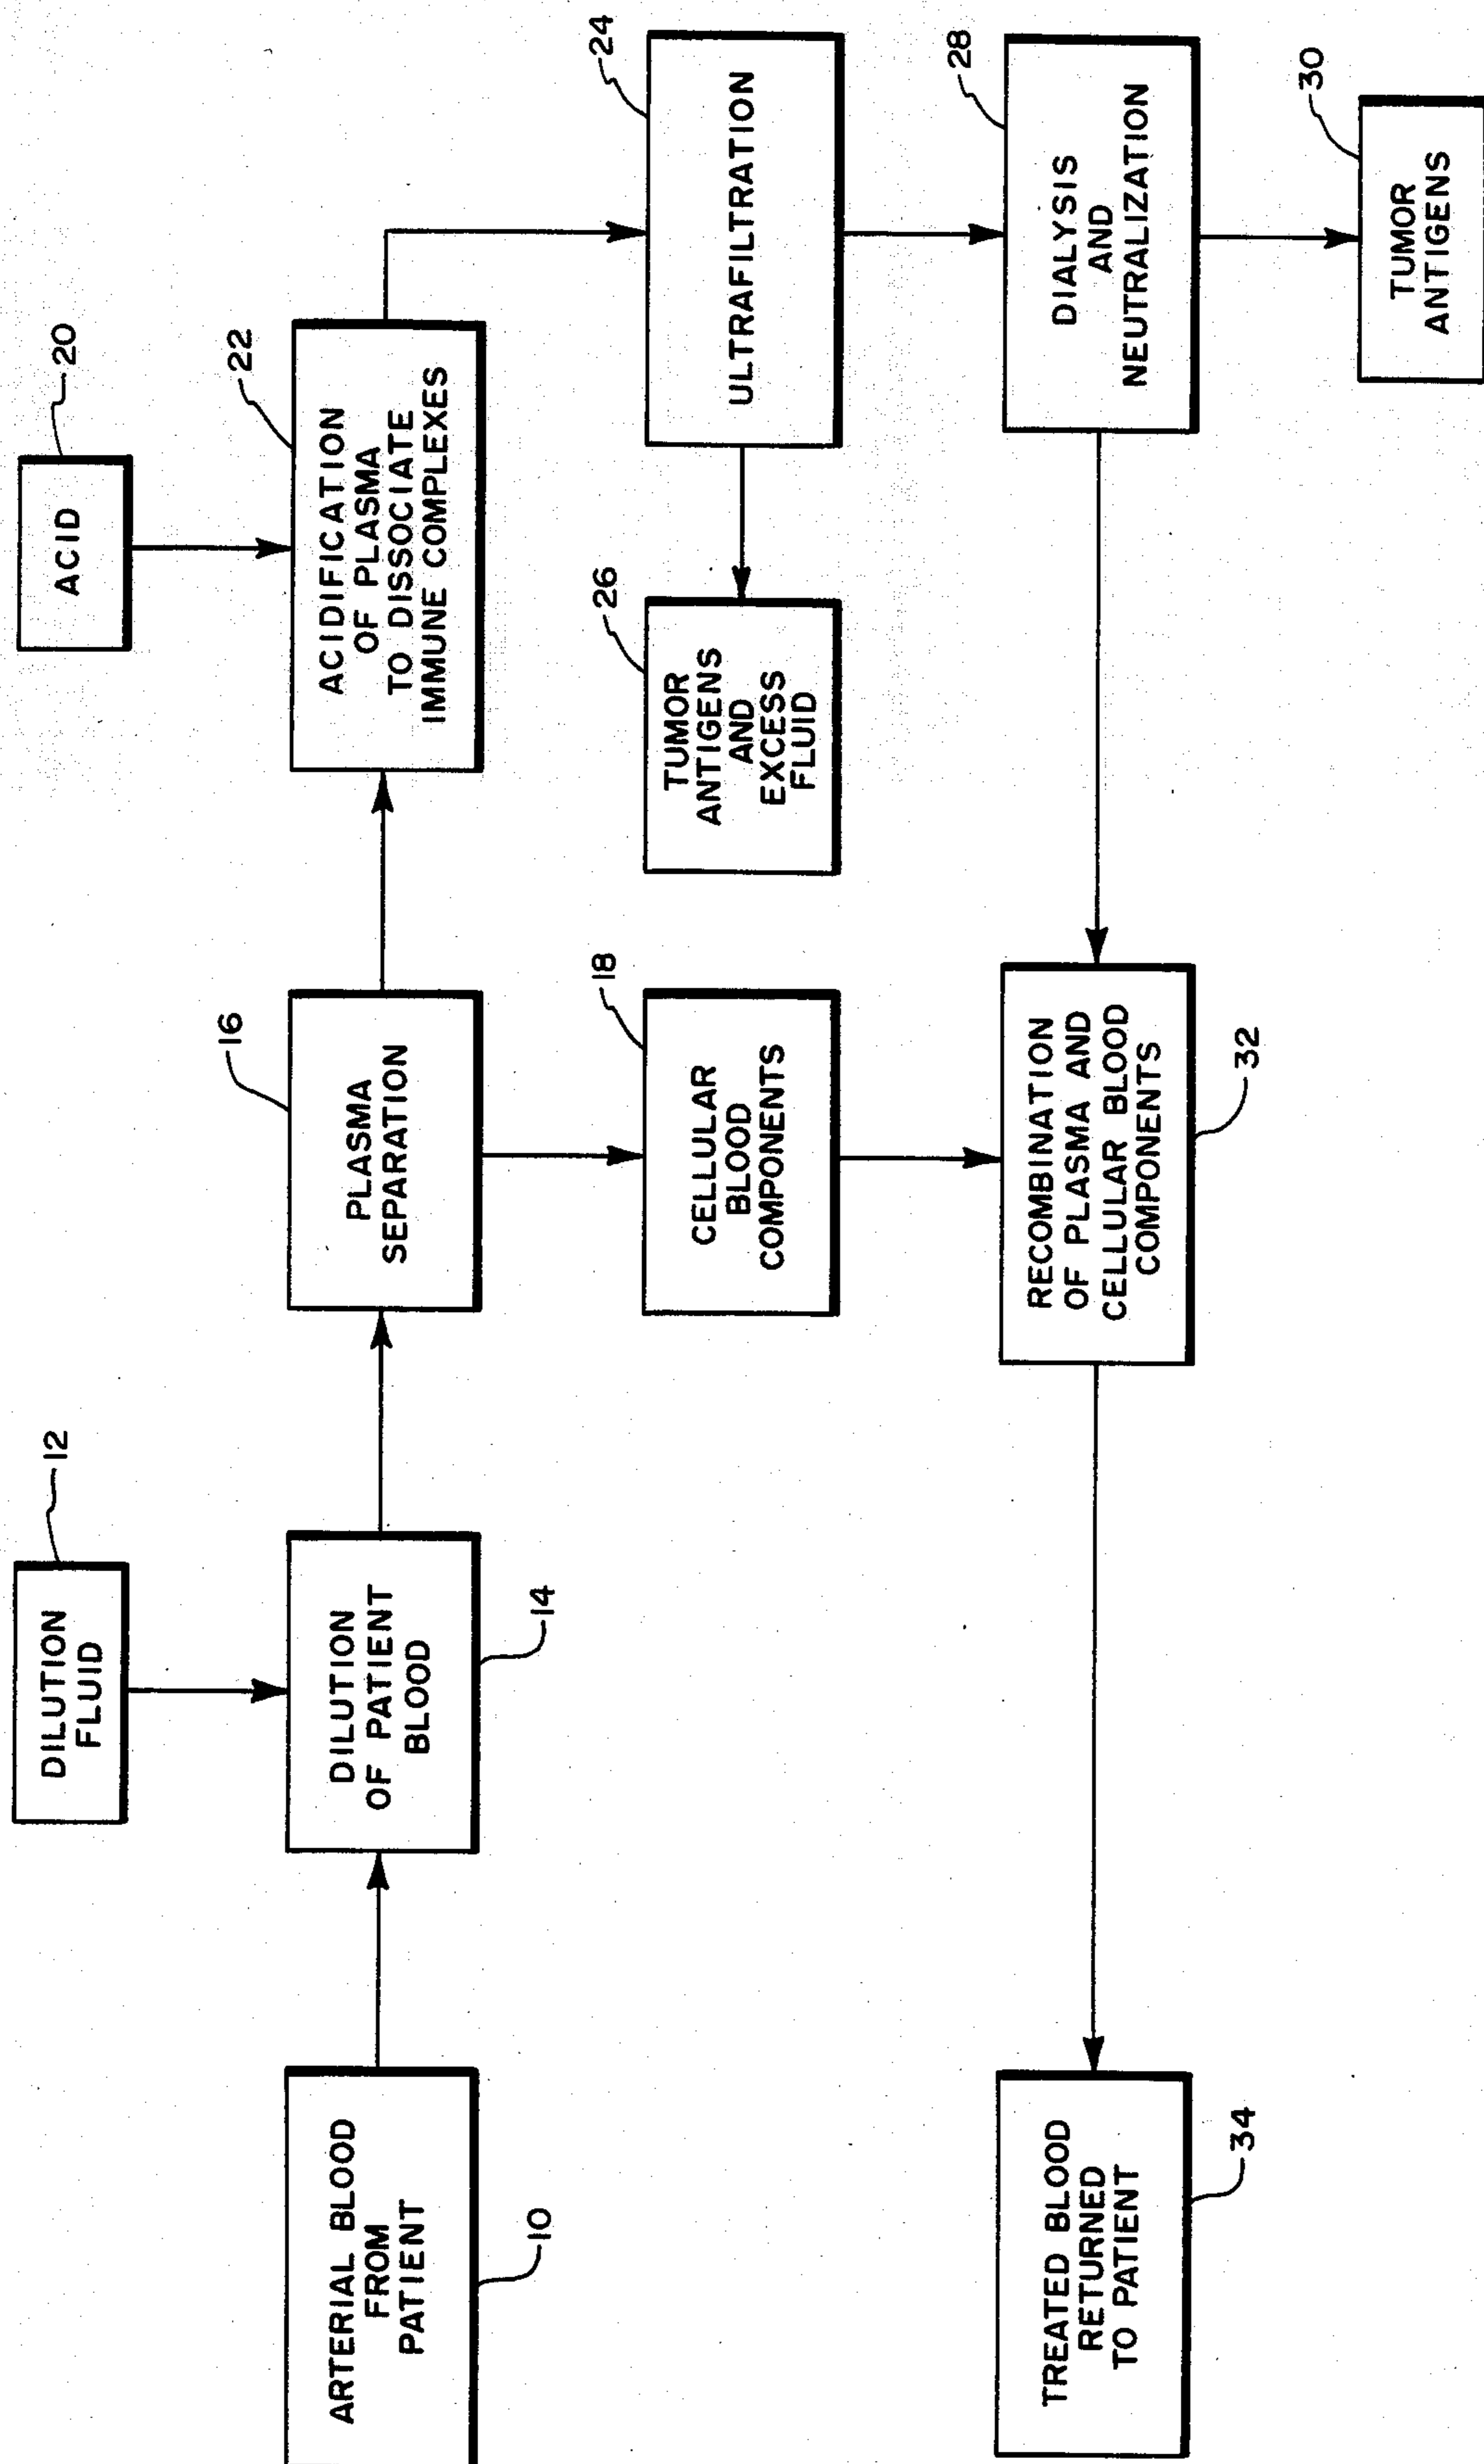 DILUTION
FLUID
12
ACID
20
ARTERIAL BLOOD
FROM
PATIENT
10
DILUTION
OF PATIENT
BLOOD
14
PLASMA
SEPARATION
16
ACIDIFICATION
OF PLASMA
TO DISSOCIATE
IMMUNE COMPLEXES
22
CELLULAR
BLOOD
COMPONENTS
18
TUMOR
ANTIGENS
AND
EXCESS
FLUID
26
ULTRAFILTRATION
24
TREATED BLOOD
RETURNED
TO PATIENT
34
RECOMBINATION
OF PLASMA AND
CELLULAR BLOOD
COMPONENTS
32
DIALYSIS
AND
NEUTRALIZATION
28
TUMOR
ANTIGENS
30